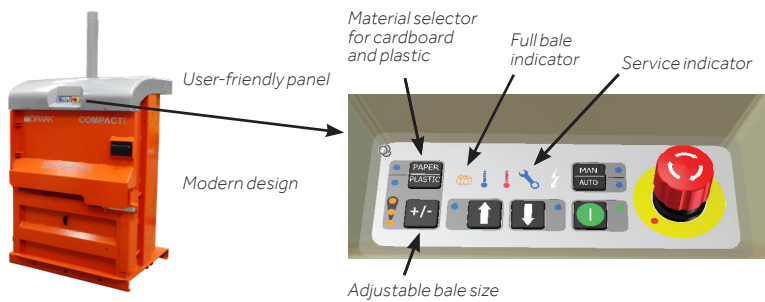 Material selector
for cardboard
and plastic
Full bale
indicator
Service indicator
User-friendly panel
ORWAK
COMPACT
Modern design
PAPER
PLASTIC
MAN
AUTO
+/-
Adjustable bale size